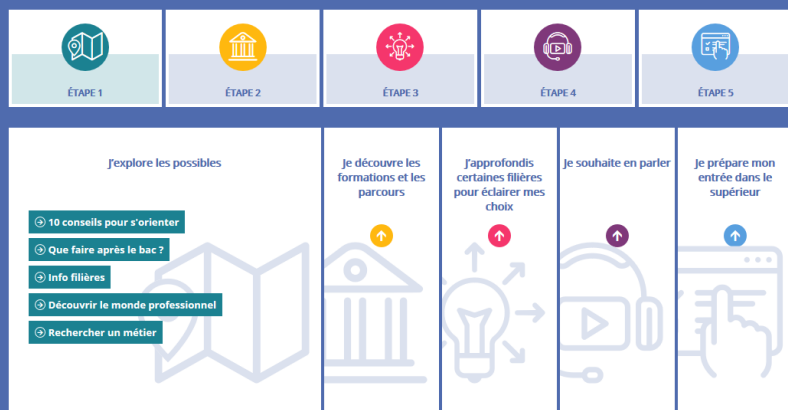 ÉTAPE 1
ÉTAPE 2
ÉTAPE 3
ÉTAPE 4
ÉTAPE 5
J'explore les possibles
10 conseils pour s'orienter
Que faire après le bac ?
Info filières
Découvrir le monde professionnel
Rechercher un métier
Je découvre les
formations et les
parcours
J'approfondis
certaines filières
pour éclairer mes
choix
Je souhaite en parler
Je prépare mon
entrée dans le
supérieur